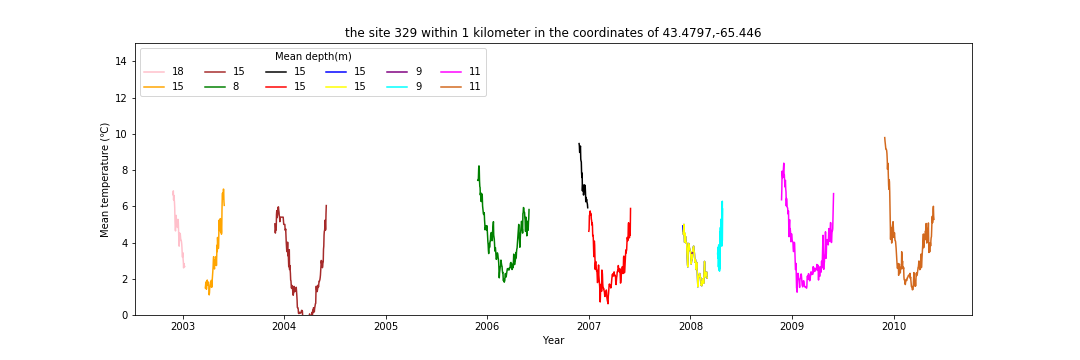 the site 329 within 1 kilometer in the coordinates of 43.4797,-65.446
Mean depth(m)
18 15 15 15 9 11
15 8 15 15 9 11
Mean temperature (℃)
14
12
10
8
6
4
2
0
2003 2004 2005 2006 2007 2008 2009 2010
Year